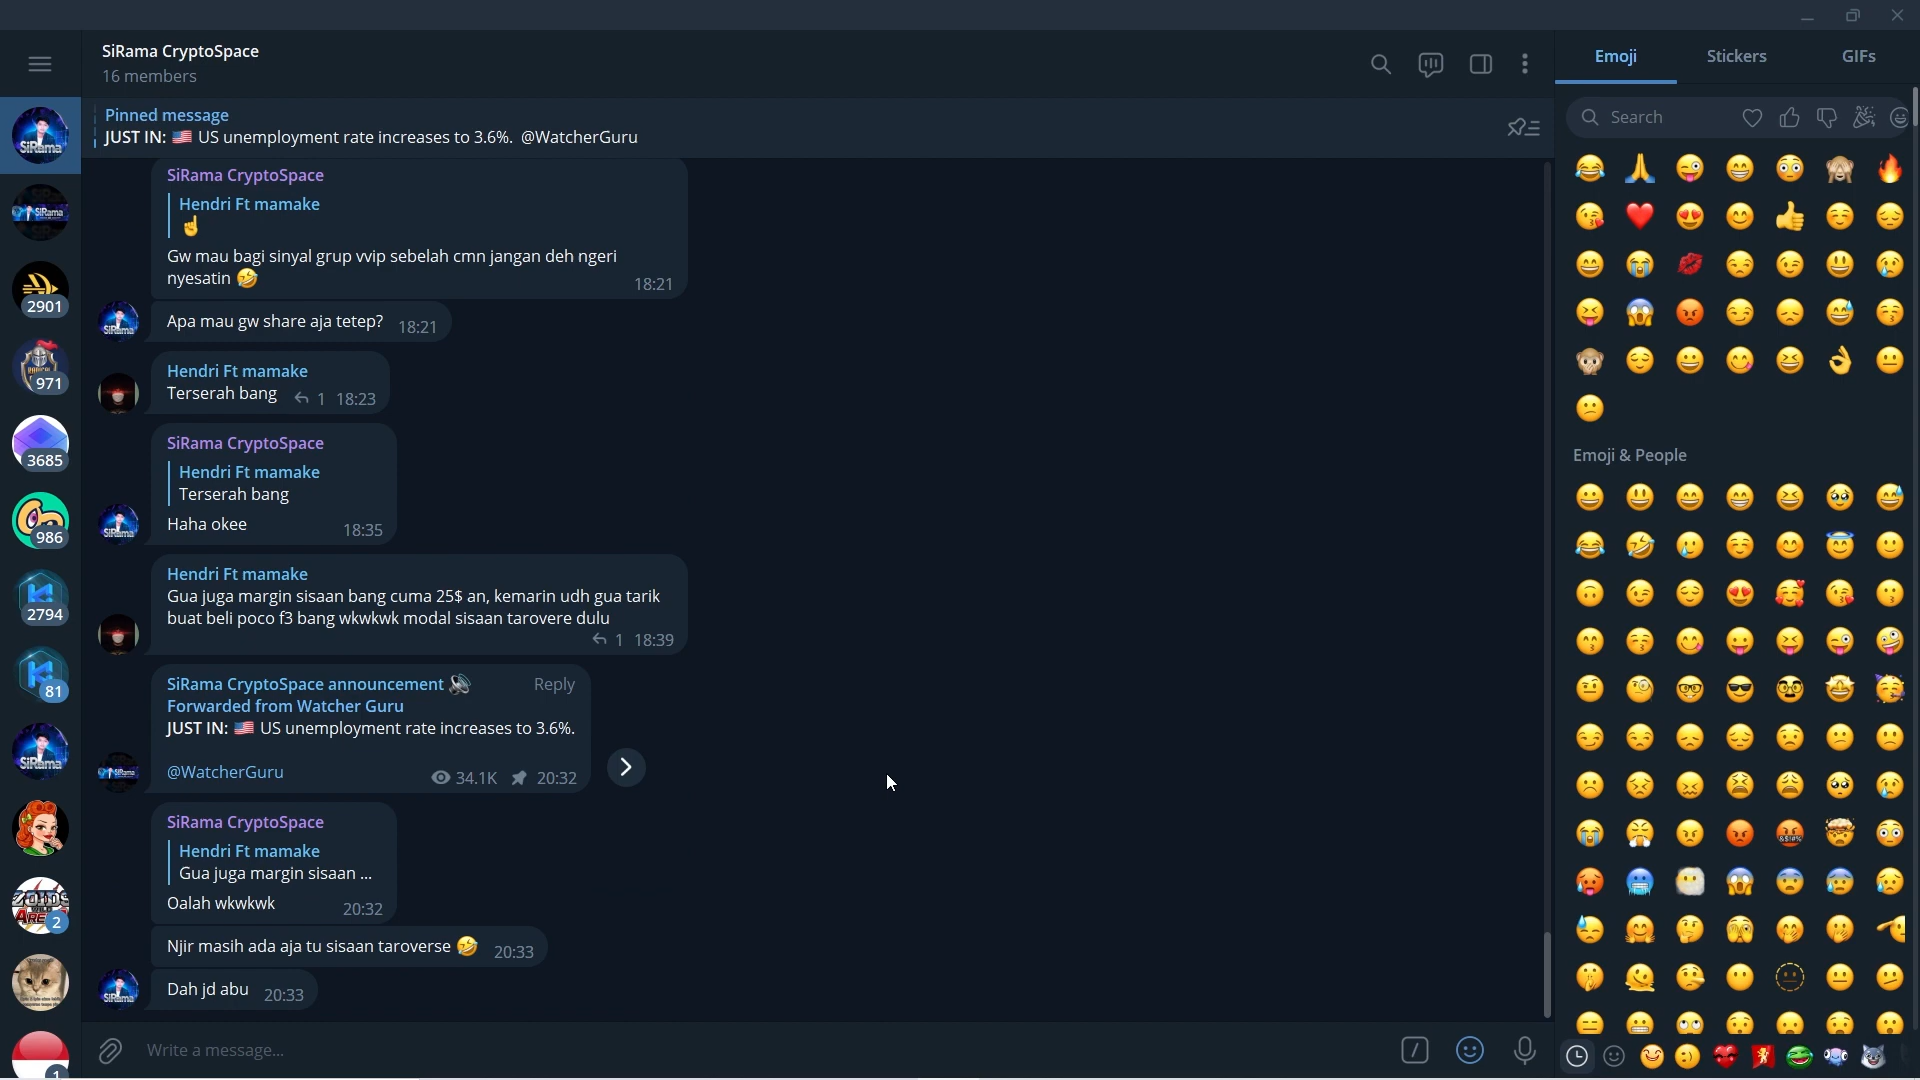 SiRama CryptoSpace
16 members
Emoji
Stickers
GIFs
Pinned message
JUST IN: 🇺🇸 US unemployment rate increases to 3.6%. @WatcherGuru
Search
SiRama
SiRama
2901
971
3685
986
2794
81
SiRama
2
1
SiRama CryptoSpace
Hendri Ft mamake
☝
Gw mau bagi sinyal grup vvip sebelah cmn jangan deh ngeri
nyesatin 🤣
18:21
Apa mau gw share aja tetep? 18:21
SiRama
Hendri Ft mamake
Terserah bang 1 18:23
SiRama CryptoSpace
Hendri Ft mamake
Terserah bang
Haha okee 18:35
SiRama
Hendri Ft mamake
Gua juga margin sisaan bang cuma 25$ an, kemarin udh gua tarik
buat beli poco f3 bang wkwkwk modal sisaan tarovere dulu
1 18:39
SiRama CryptoSpace announcement 🔊 Reply
Forwarded from Watcher Guru
JUST IN: 🇺🇸 US unemployment rate increases to 3.6%.
@WatcherGuru 34.1K 20:32
SiRama
SiRama CryptoSpace
Hendri Ft mamake
Gua juga margin sisaan ...
Oalah wkwkwk 20:32
Njir masih ada aja tu sisaan taroverse 🤣 20:33
Dah jd abu 20:33
SiRama
Write a message...
Emoji & People